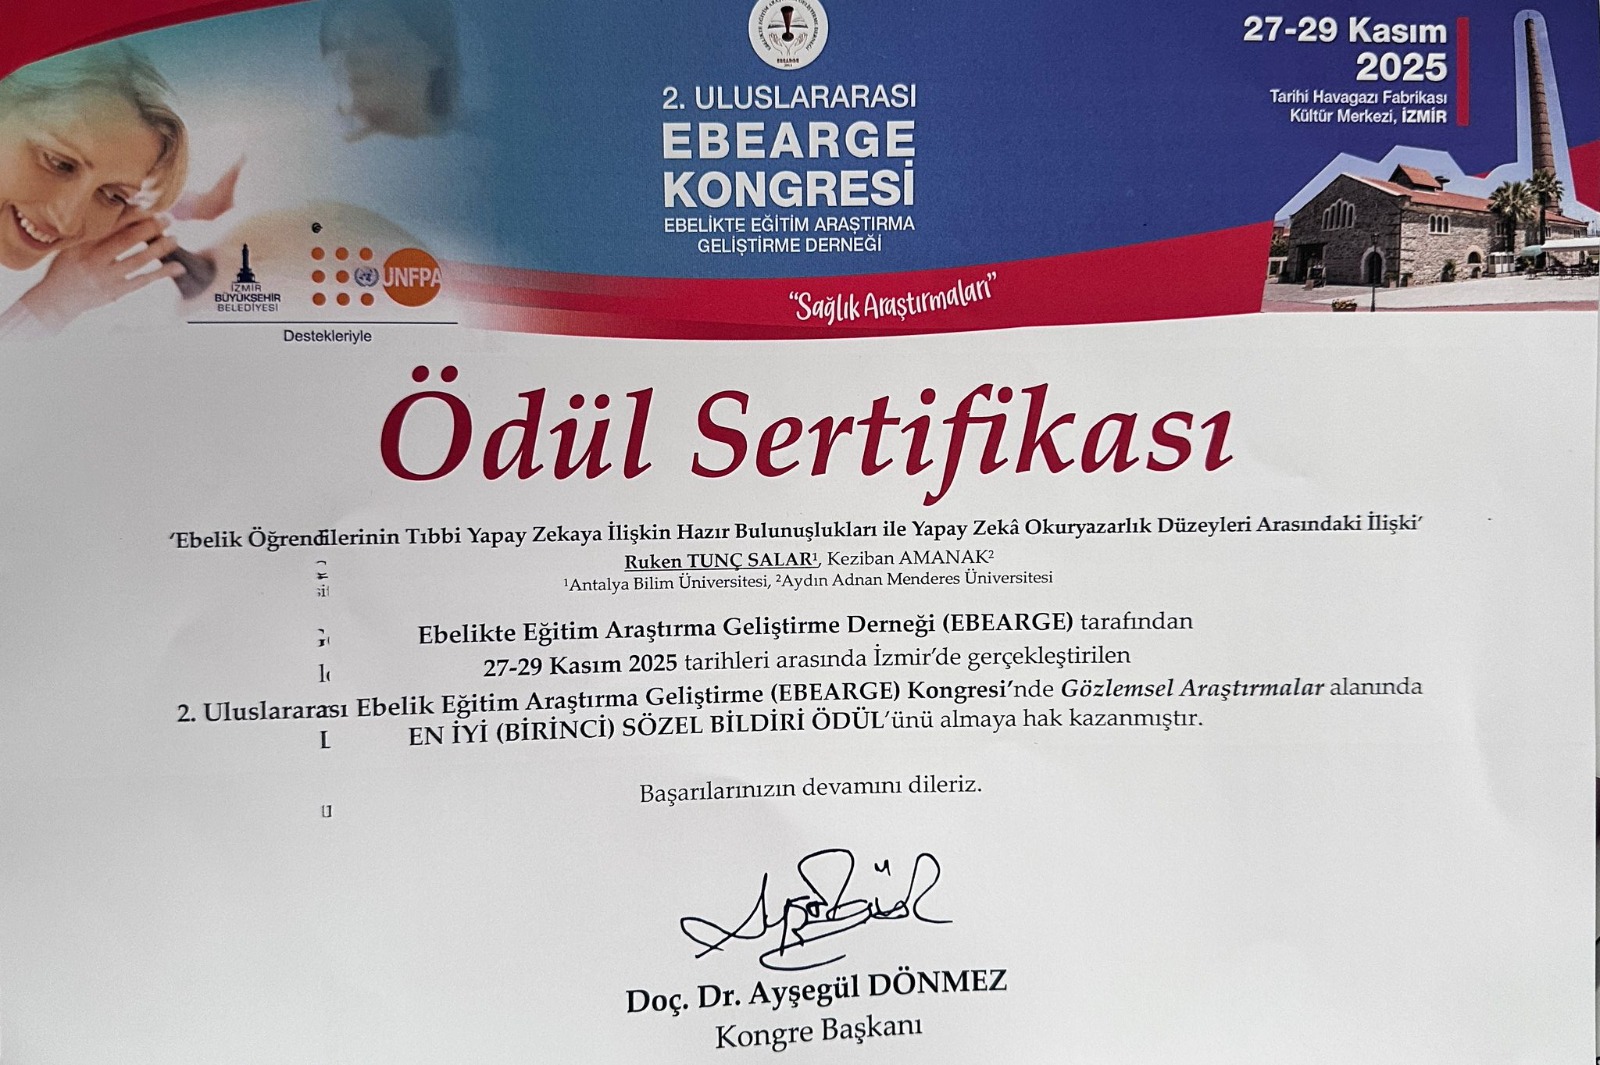 2. ULUSLARARASI
EBEARGE
KONGRESİ
EBELİKTE EĞİTİM ARAŞTIRMA
GELİŞTİRME DERNEĞİ
27-29 Kasım
2025
Tarihi Havagazı Fabrikası
Kültür Merkezi, İZMİR
İZMİR
BÜYÜKŞEHİR
BELEDİYESİ
UNFPA
Destekleriyle
“Sağlık Araştırmaları”
Ödül Sertifikası
‘Ebelik Öğrencilerinin Tıbbi Yapay Zekaya İlişkin Hazır Bulunuşlukları ile Yapay Zekâ Okuryazarlık Düzeyleri Arasındaki İlişki’
Ruken TUNÇ SALAR¹, Keziban AMANAK²
¹Antalya Bilim Üniversitesi, ²Aydın Adnan Menderes Üniversitesi
Ebelikte Eğitim Araştırma Geliştirme Derneği (EBEARGE) tarafından
27-29 Kasım 2025 tarihleri arasında İzmir’de gerçekleştirilen
2. Uluslararası Ebelik Eğitim Araştırma Geliştirme (EBEARGE) Kongresi’nde Gözlemsel Araştırmalar alanında
EN İYİ (BİRİNCİ) SÖZEL BİLDİRİ ÖDÜL’ünü almaya hak kazanmıştır.
Başarılarınızın devamını dileriz.
Doç. Dr. Ayşegül DÖNMEZ
Kongre Başkanı